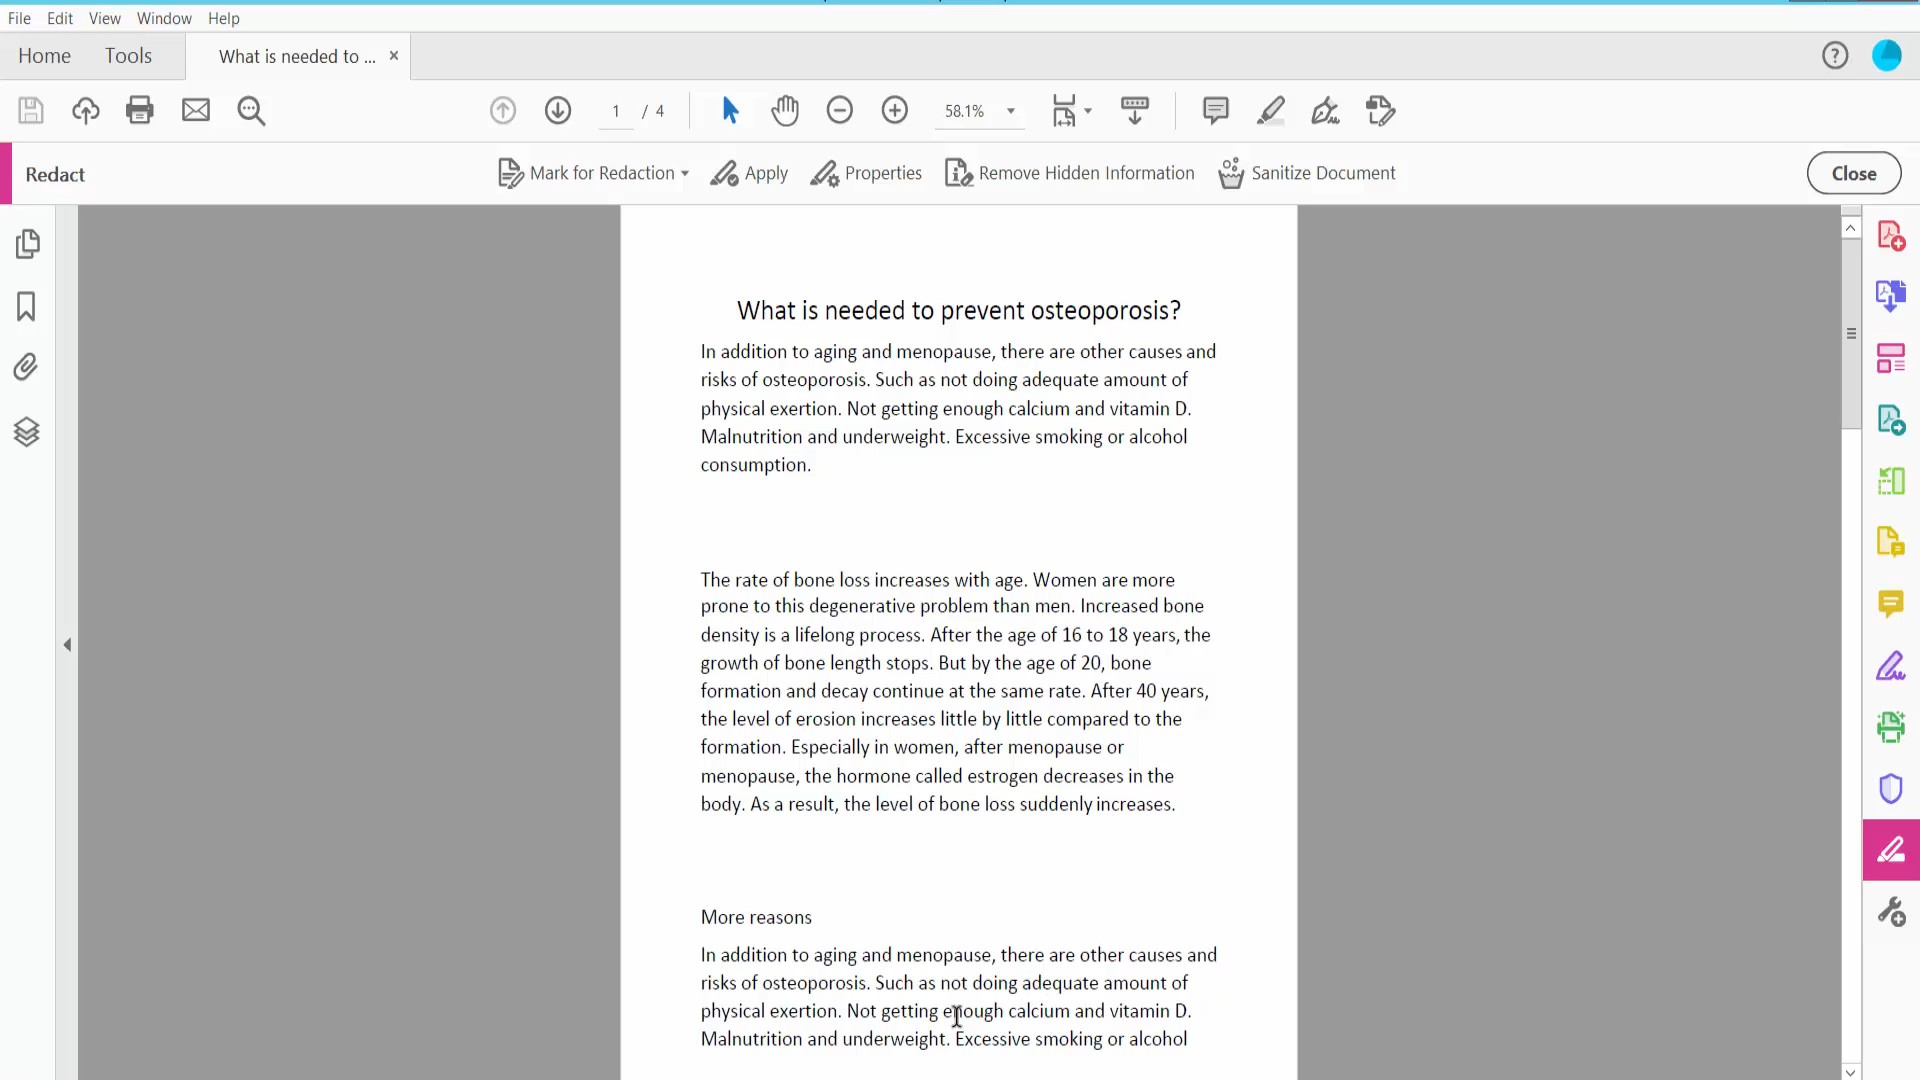 File Edit View Window Help
Home Tools What is needed to ... ×
1 / 4 58.1%
Redact Mark for Redaction Apply Properties Remove Hidden Information Sanitize Document Close
What is needed to prevent osteoporosis?
In addition to aging and menopause, there are other causes and
risks of osteoporosis. Such as not doing adequate amount of
physical exertion. Not getting enough calcium and vitamin D.
Malnutrition and underweight. Excessive smoking or alcohol
consumption.
The rate of bone loss increases with age. Women are more
prone to this degenerative problem than men. Increased bone
density is a lifelong process. After the age of 16 to 18 years, the
growth of bone length stops. But by the age of 20, bone
formation and decay continue at the same rate. After 40 years,
the level of erosion increases little by little compared to the
formation. Especially in women, after menopause or
menopause, the hormone called estrogen decreases in the
body. As a result, the level of bone loss suddenly increases.
More reasons
In addition to aging and menopause, there are other causes and
risks of osteoporosis. Such as not doing adequate amount of
physical exertion. Not getting enough calcium and vitamin D.
Malnutrition and underweight. Excessive smoking or alcohol